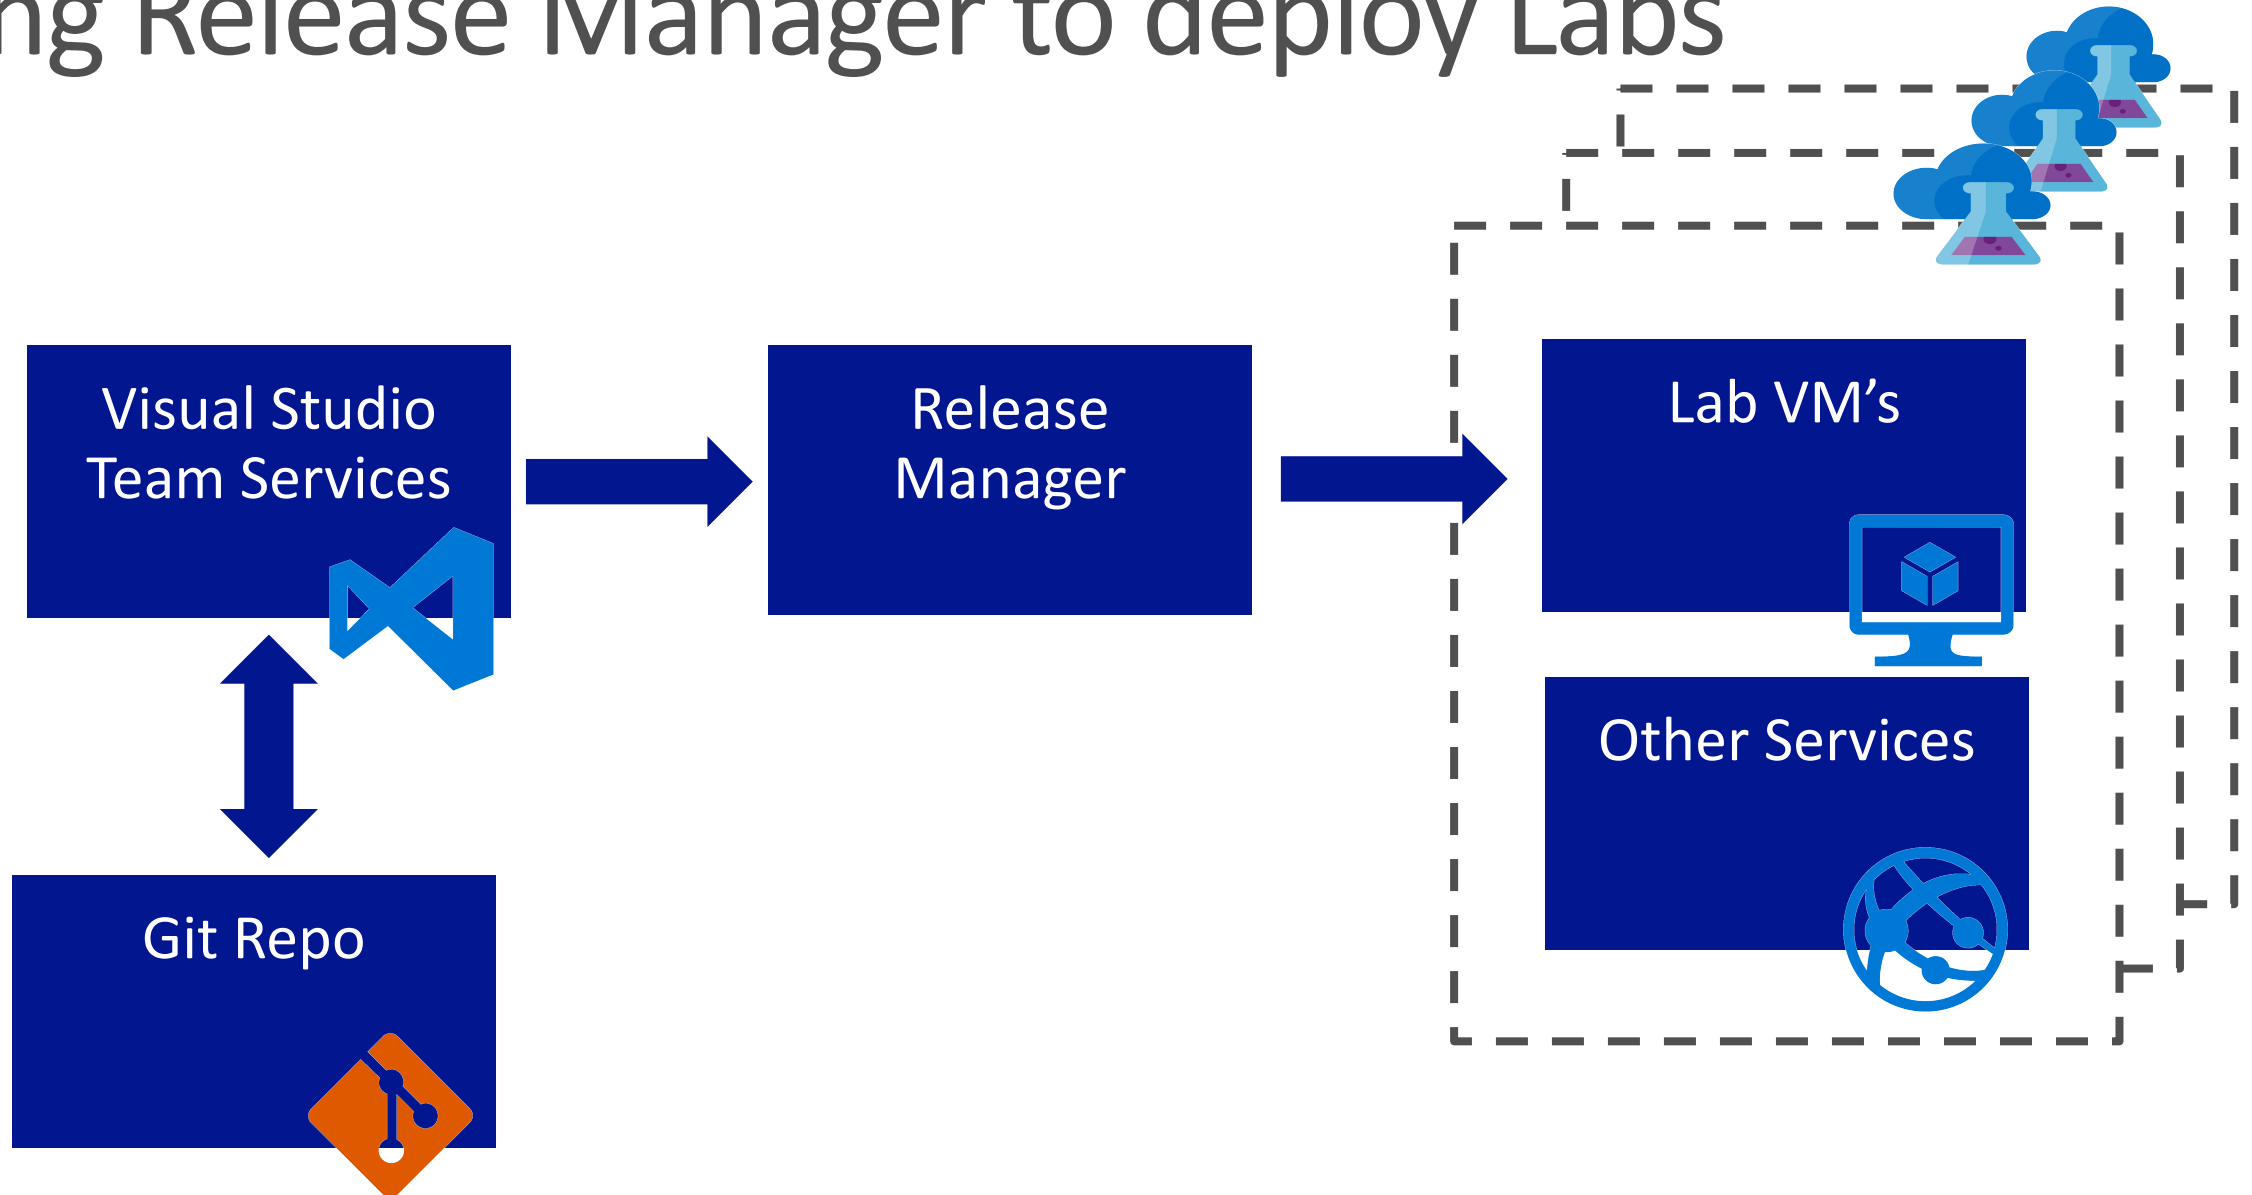 ng Release Manager to deploy Labs
Visual Studio
Team Services
Release
Manager
Lab VM’s
Other Services
Git Repo